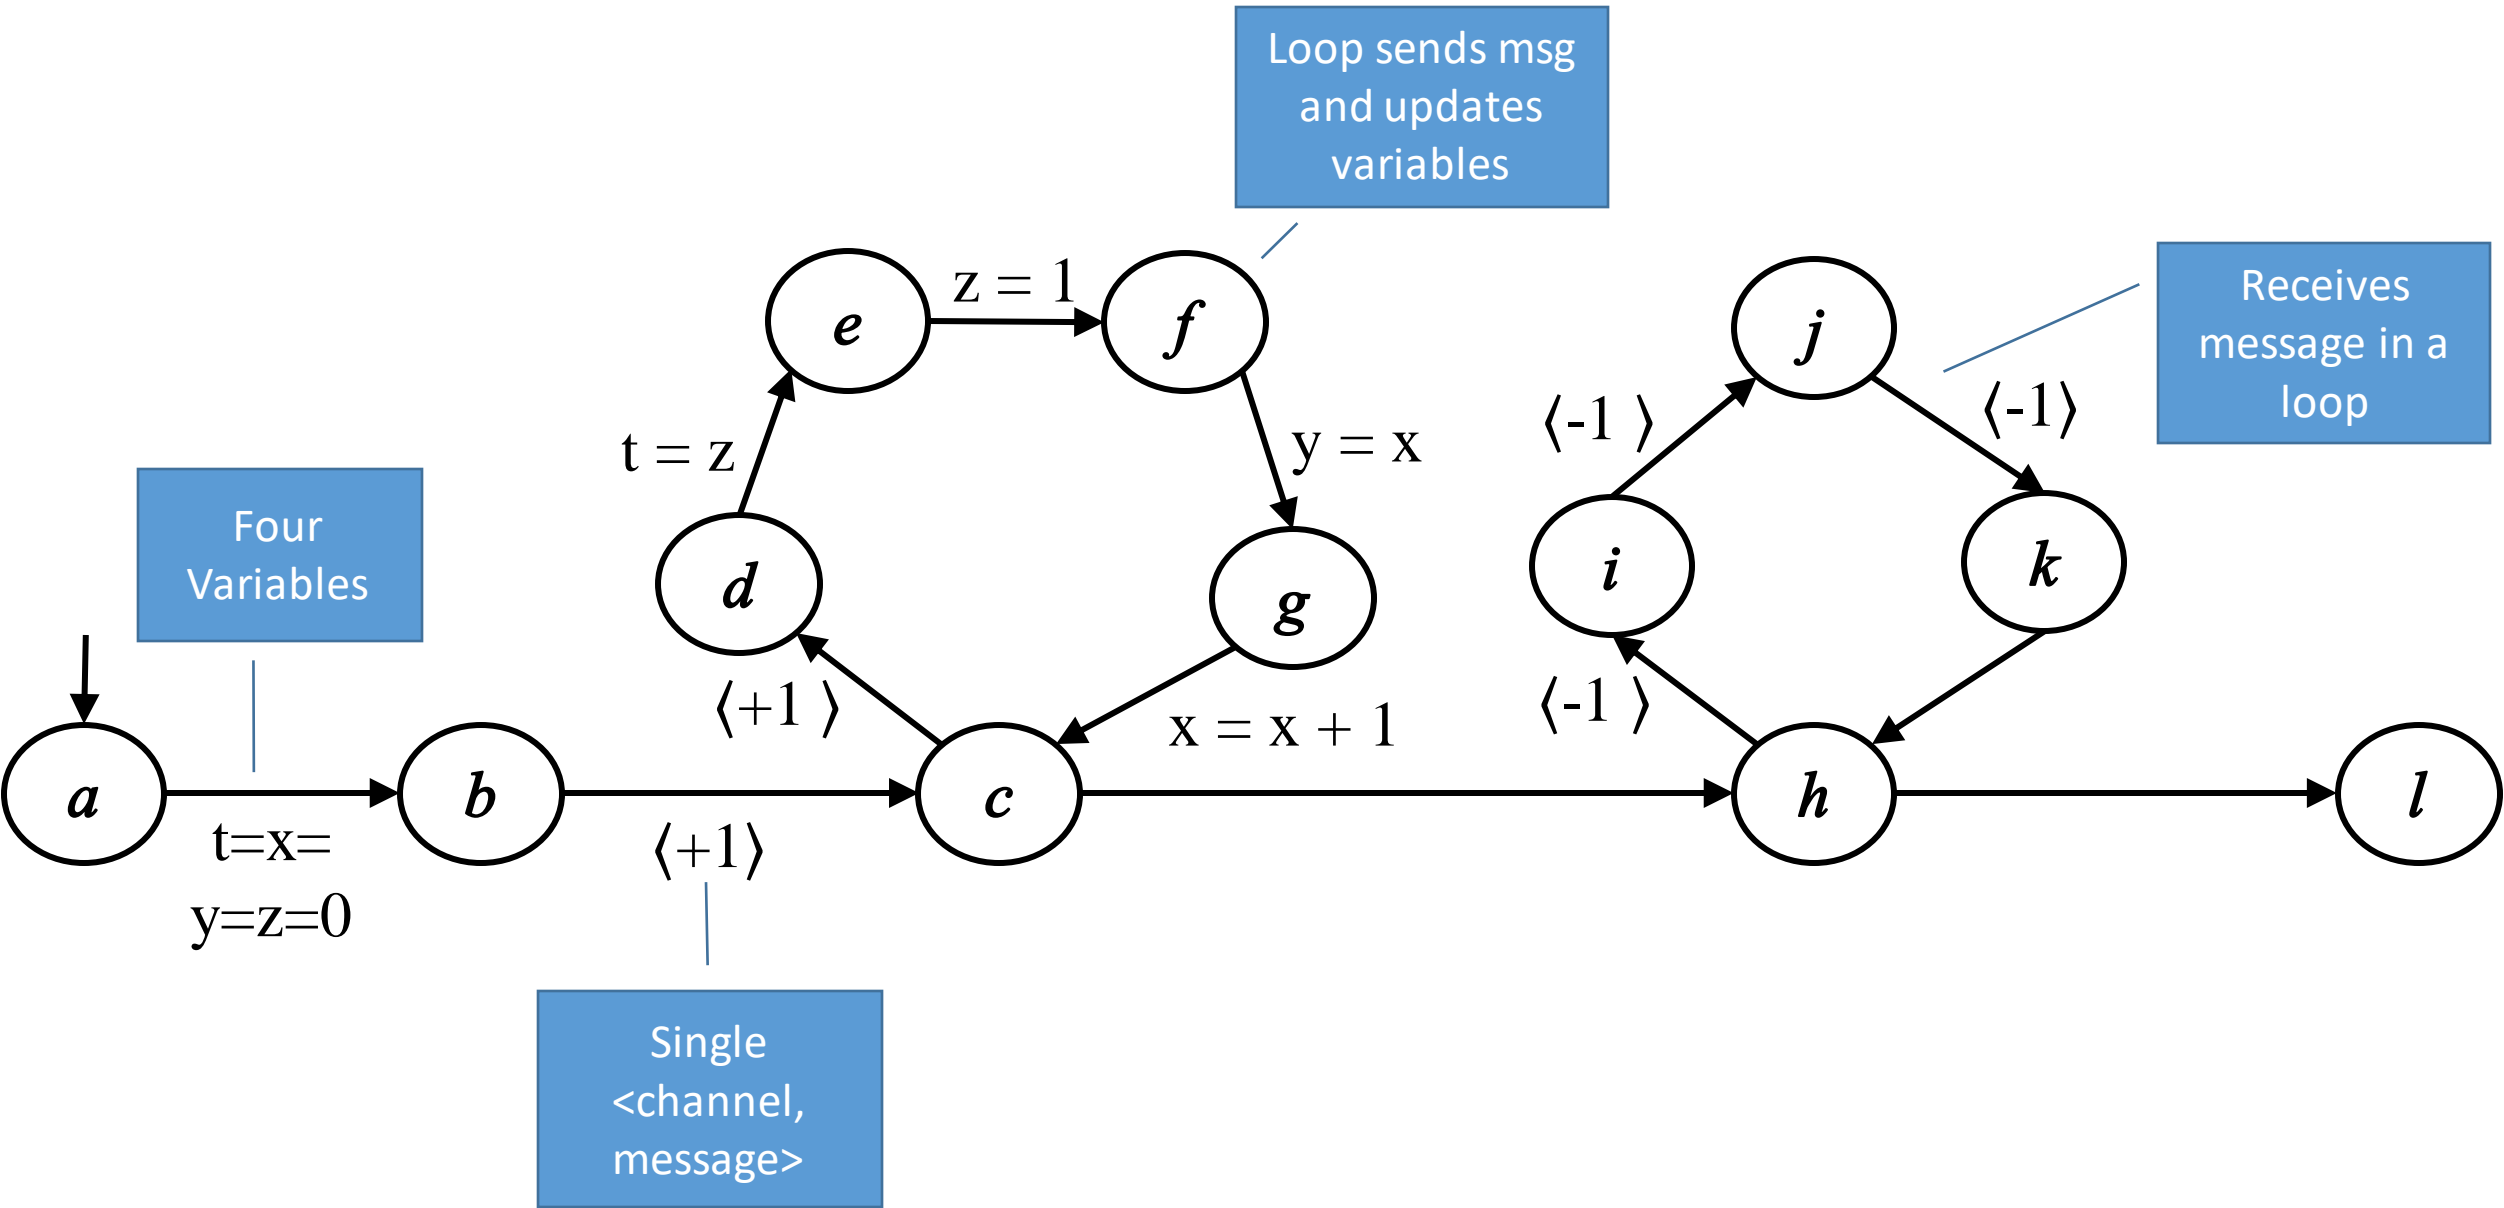 Loop sends msg
and updates
variables
z = 1
e
f
j
Receives
message in a
loop
⟨-1 ⟩
⟨-1⟩
t = z
y = x
Four
Variables
d
g
i
k
⟨+1 ⟩
x = x + 1
⟨-1 ⟩
a
b
c
h
l
t=x=
y=z=0
⟨+1⟩
Single
<channel,
message>